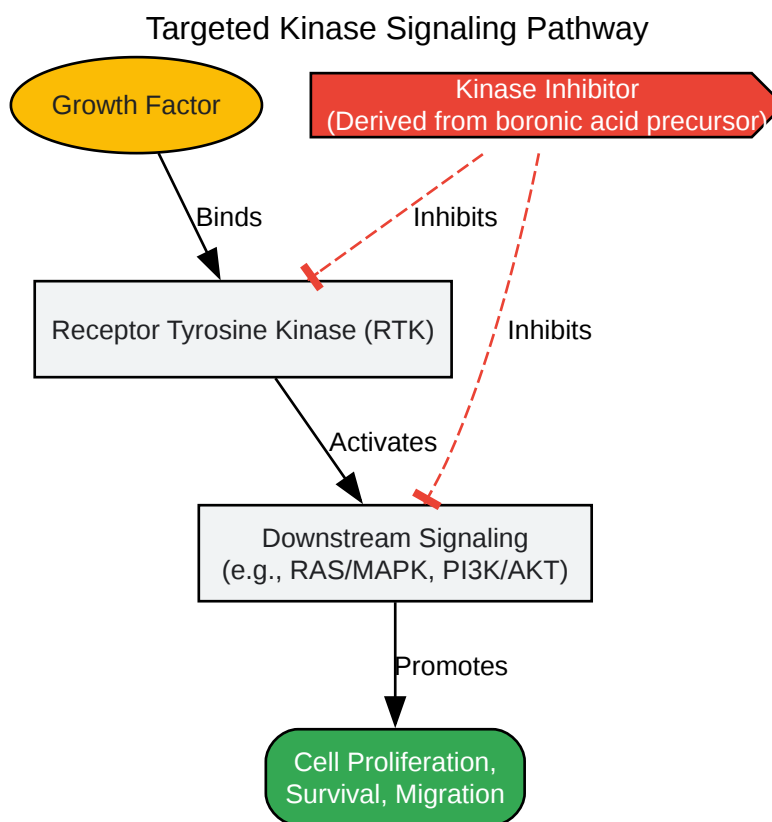 Targeted Kinase Signaling Pathway
Growth Factor
Kinase Inhibitor
(Derived from boronic acid precursor)
Binds
Inhibits
Receptor Tyrosine Kinase (RTK)
Inhibits
Activates
Downstream Signaling
(e.g., RAS/MAPK, PI3K/AKT)
Promotes
Cell Proliferation,
Survival, Migration